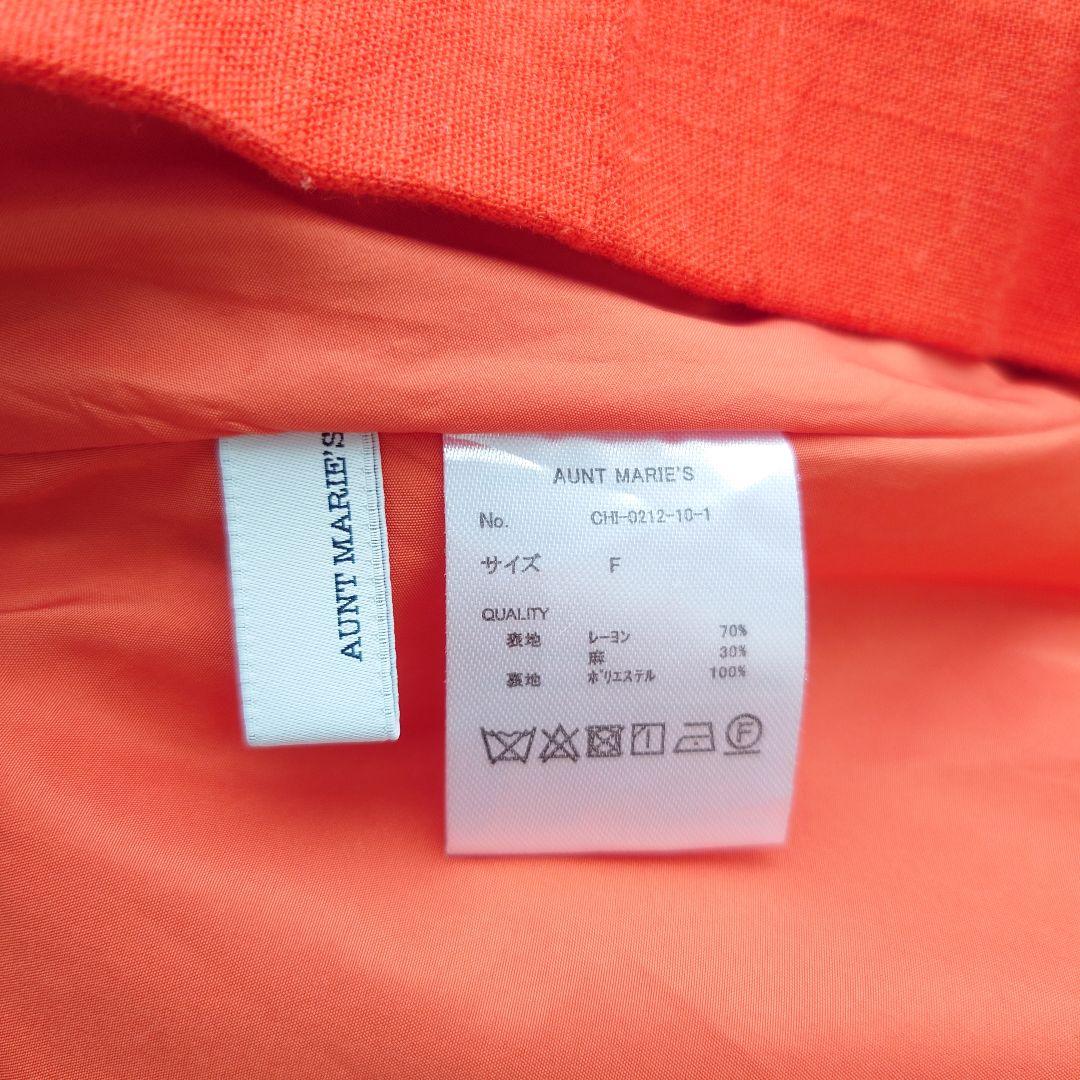 AUNT MARIE'S
AUNT MARIE'S
No. CHI-0212-10-1
サイズ F
QUALITY
表地 レーヨン 70%
麻 30%
裏地 ポリエステル 100%
F